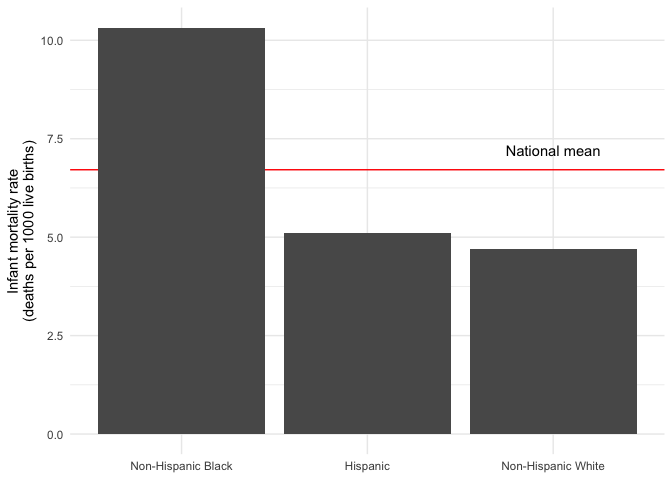 Infant mortality rate
(deaths per 1000 live births)
10.0
7.5
5.0
2.5
0.0
National mean
Non-Hispanic Black
Hispanic
Non-Hispanic White